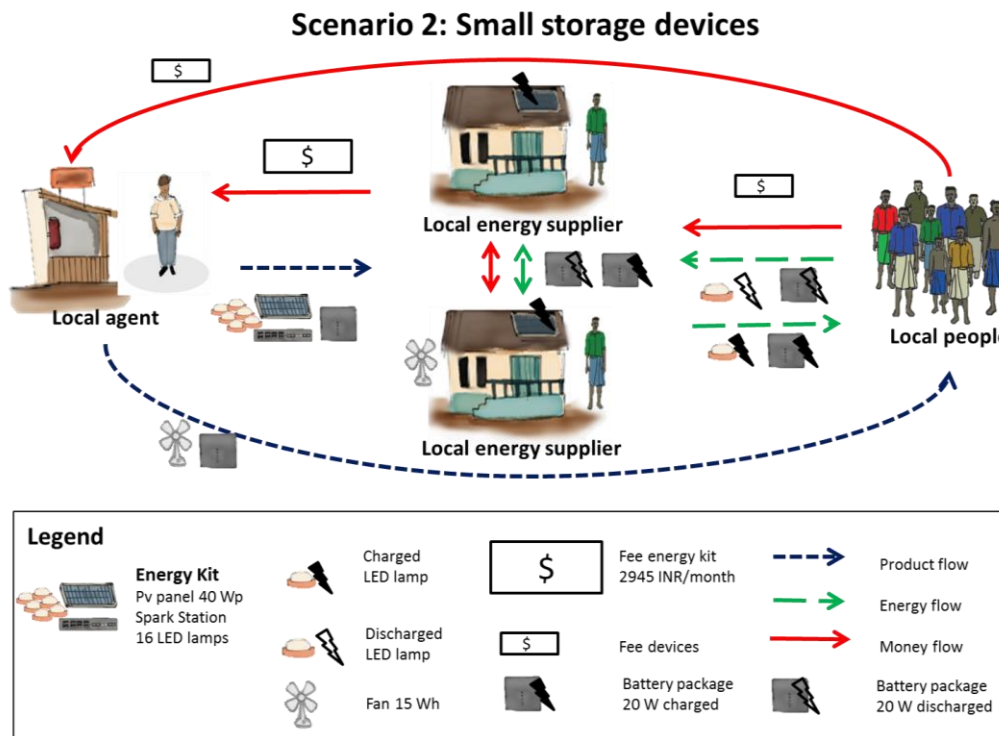 Scenario 2: Small storage devices
$
$
$
Local energy supplier
Local agent
Local people
Local energy supplier
Legend
Energy Kit
Pv panel 40 Wp
Spark Station
16 LED lamps
Charged
LED lamp
Discharged
LED lamp
Fan 15 Wh
$
Fee energy kit
2945 INR/month
$
Fee devices
Battery package
20 W charged
Product flow
Energy flow
Money flow
Battery package
20 W discharged